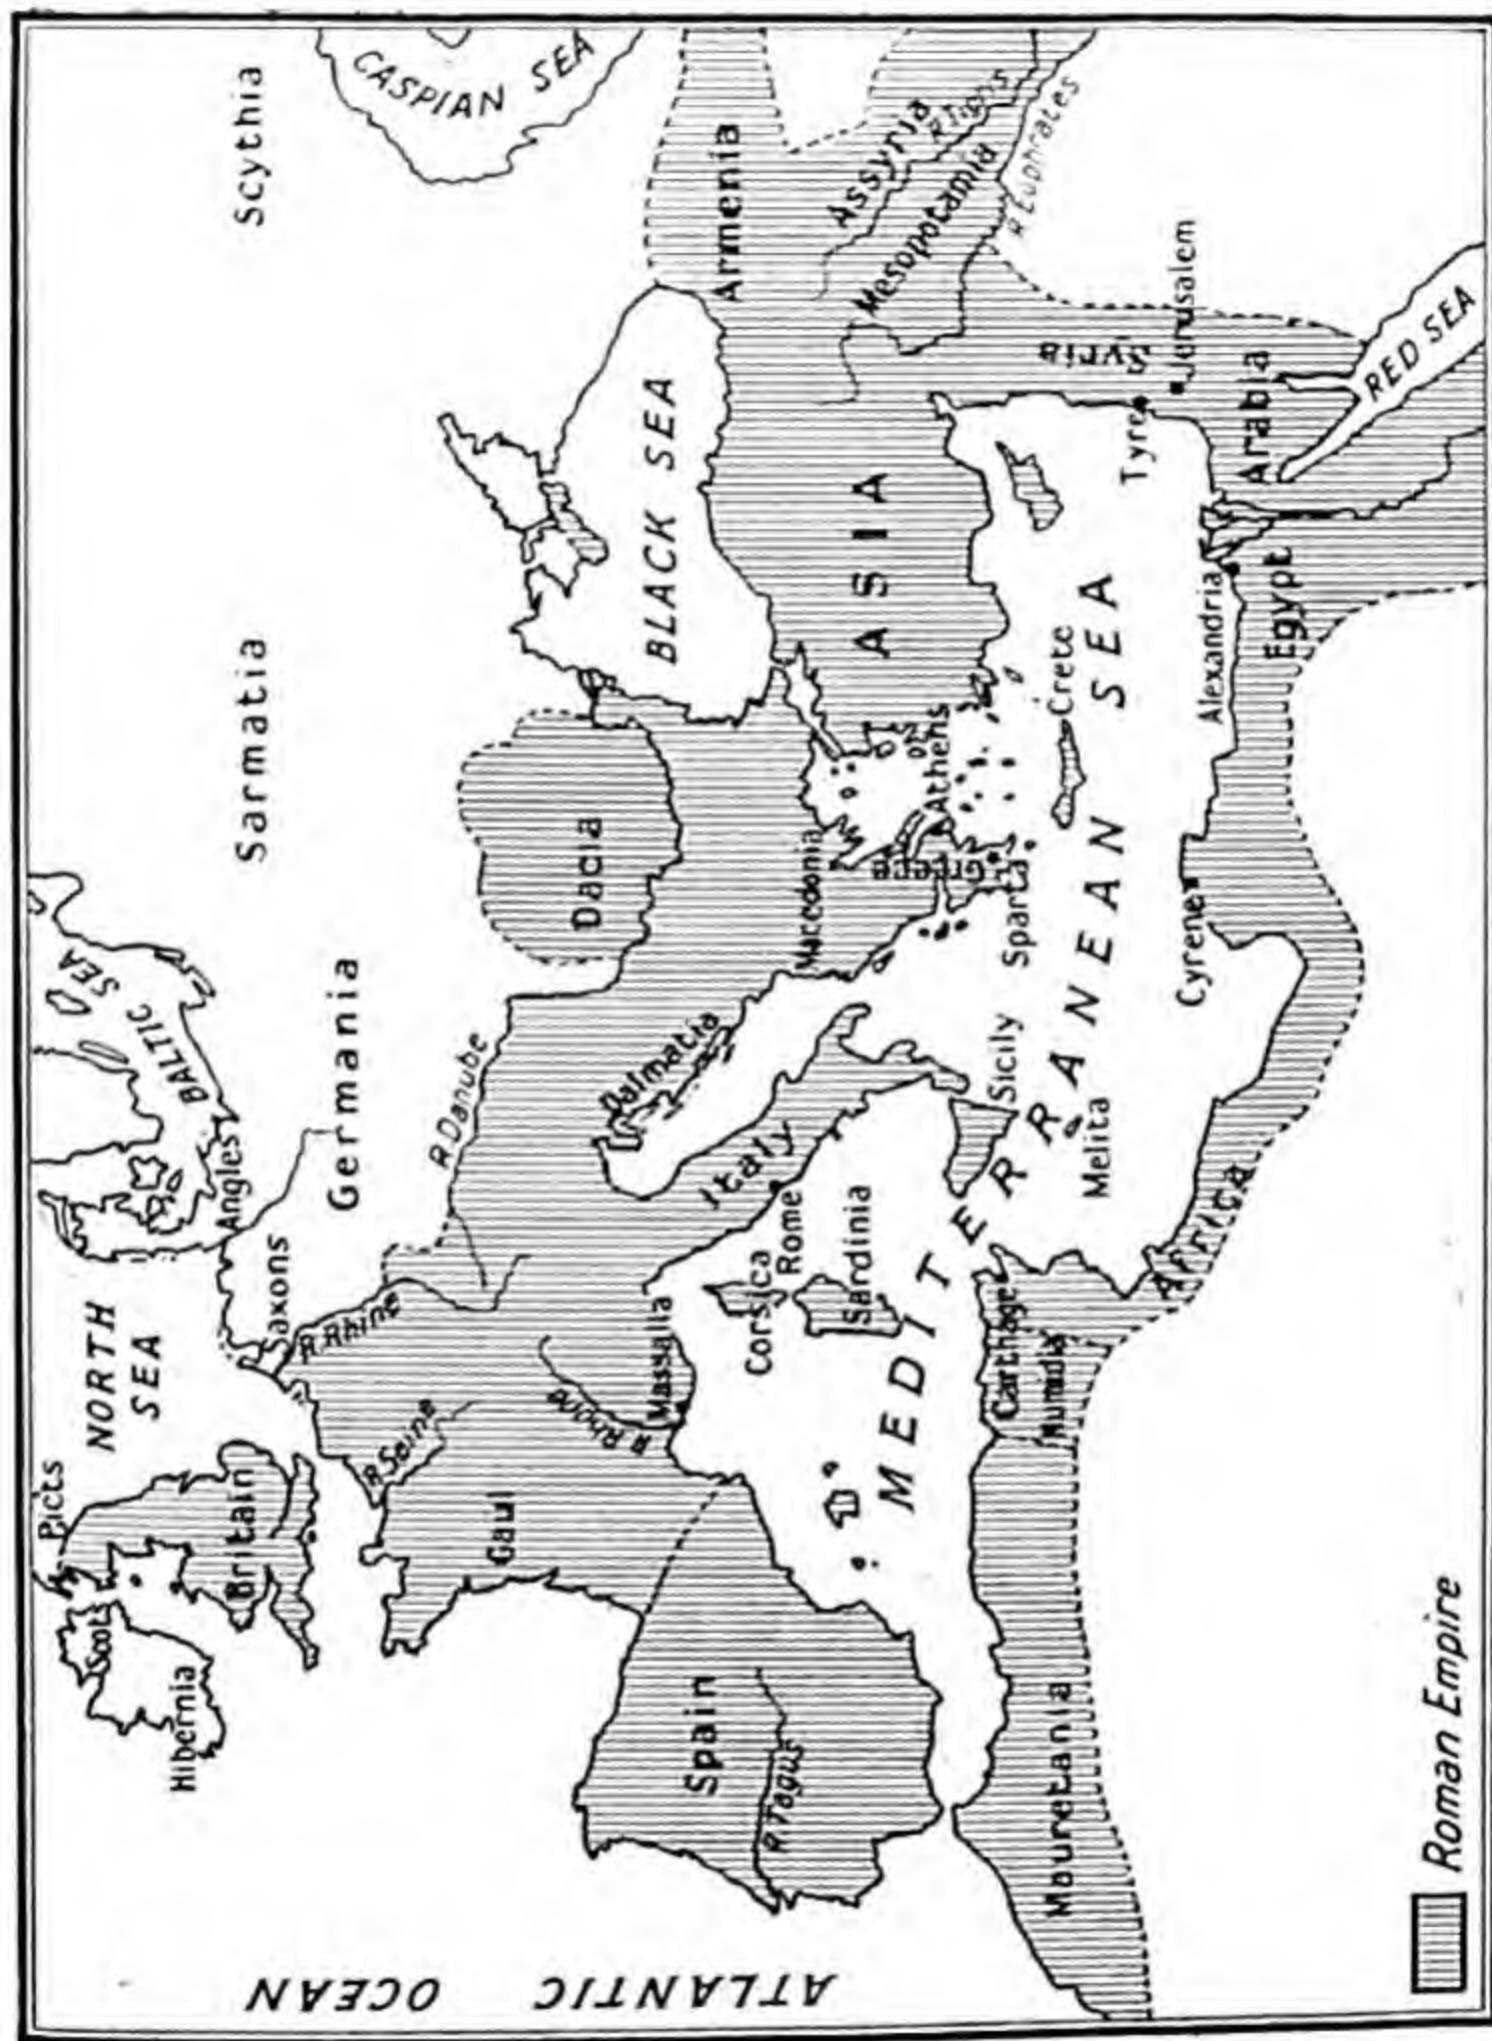 Picts
Scots
Hibernia
Britain
NORTH
SEA
BALTIC
SEA
Angles
Saxons
Germania
Sarmatia
Scythia
CASPIAN SEA
ATLANTIC OCEAN
R.Rhine
R.Seine
R.Rhone
Gaul
R.Danube
Dacia
BLACK SEA
Armenia
Assyria
R.Tigris
Mesopotamia
R.Euphrates
Spain
R.Tagus
Massalia
Corsica
Rome
Italy
Sardinia
Dalmatia
Macedonia
Greece
Athens
Sparta
ASIA
Syria
Tyre
Jerusalem
Sicily
Melita
Crete
MEDITERRANEAN SEA
Carthage
Numidia
Mouretania
Africa
Cyrene
Alexandria
Egypt
Arabia
RED SEA
Roman Empire